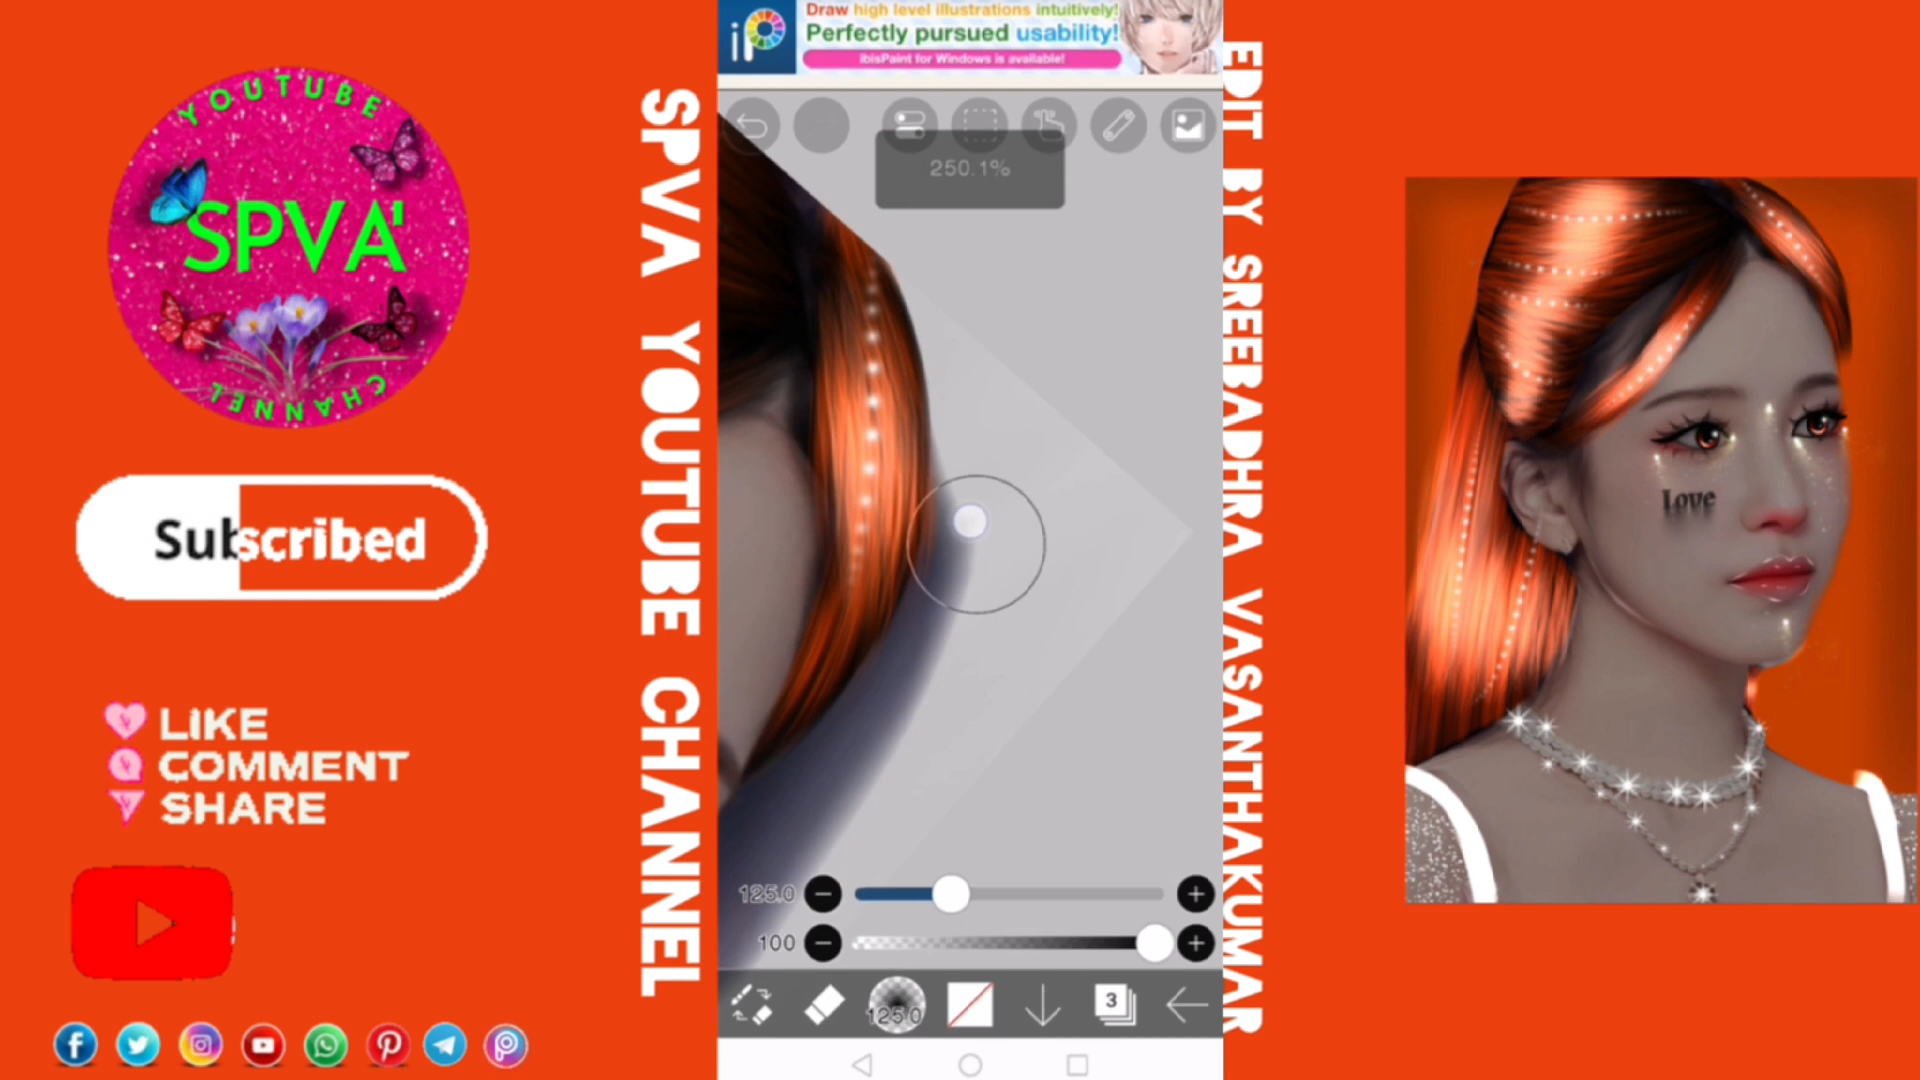 YOUTUBE
SPVA'
CHANNEL
Subscribed
LIKE
COMMENT
SHARE
SPVA YOUTUBE CHANNEL
iP
Draw high level illustrations intuitively!
Perfectly pursued usability!
ibisPaint for Windows is available!
250.1%
125.0
100
125.0
3
EDIT BY SREEBADHRA VASANTHAKUMAR
Love